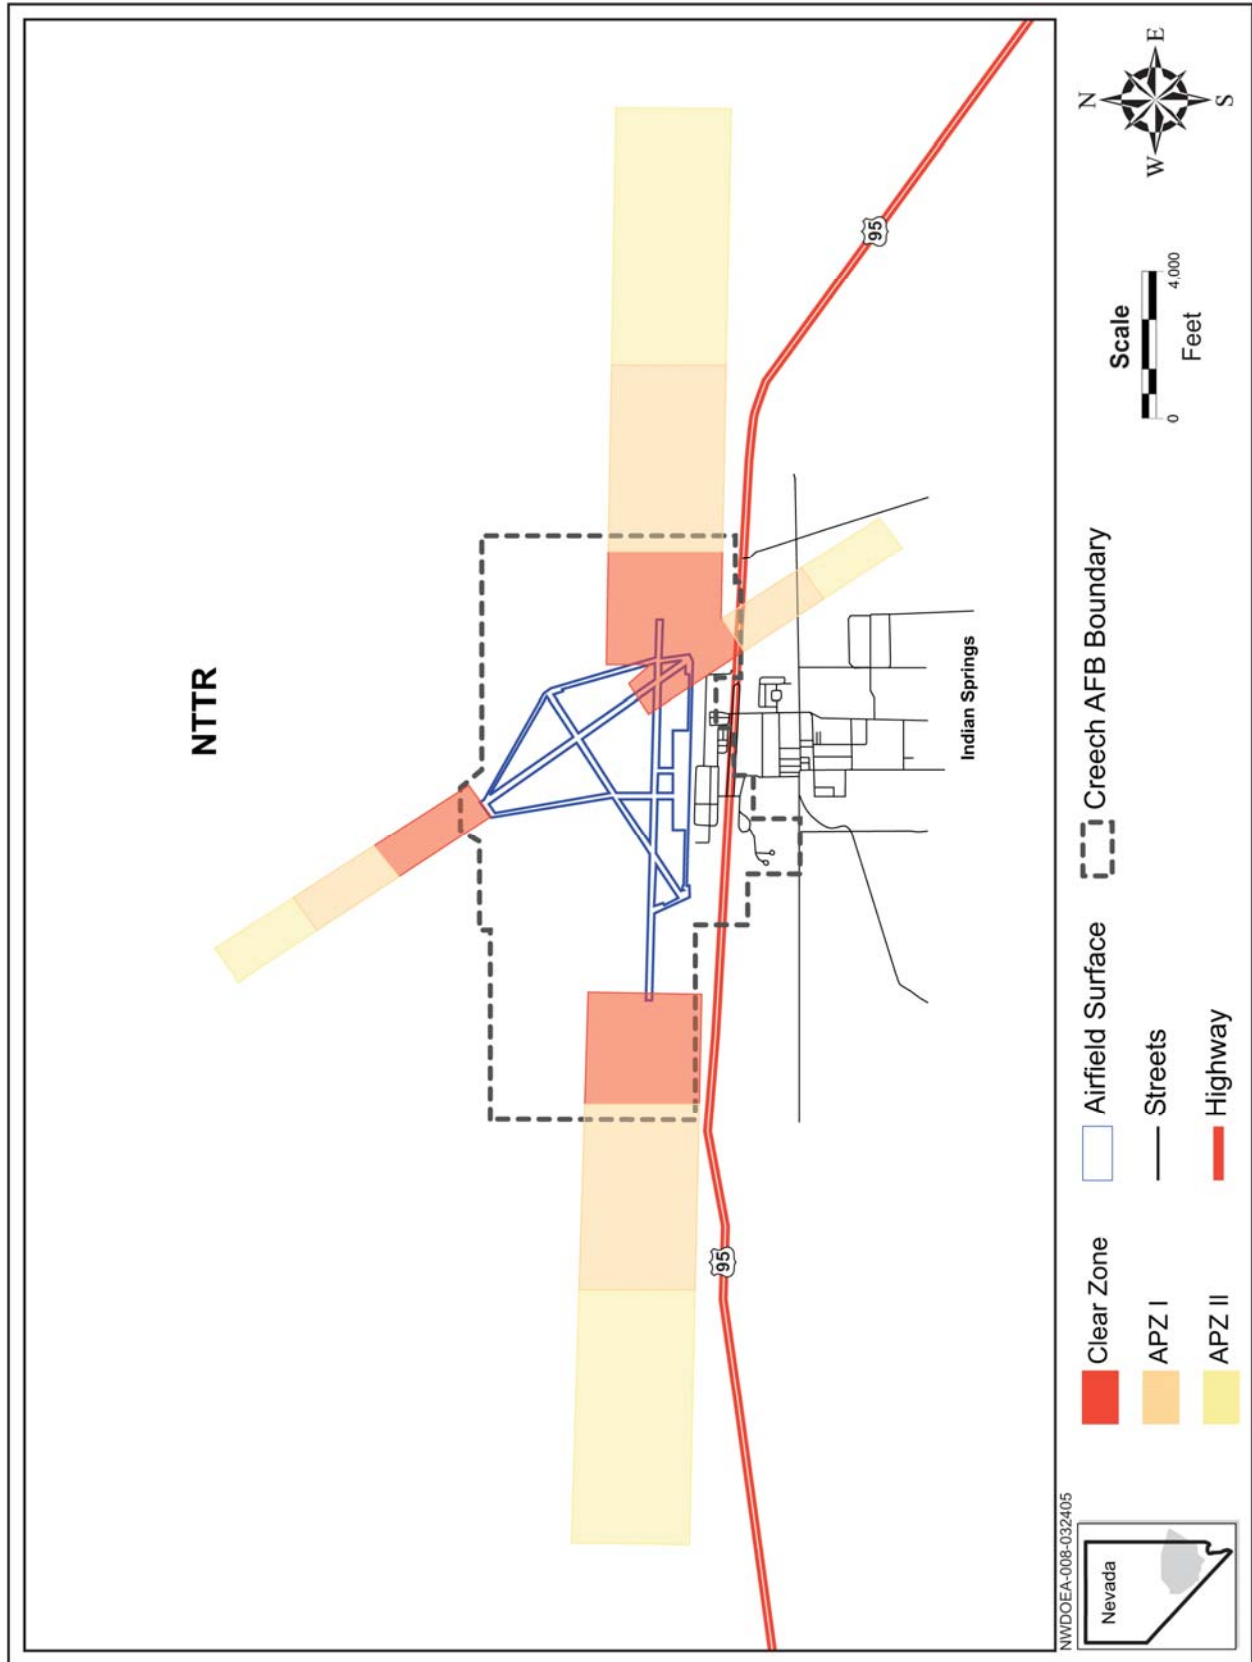 NTTR
95
95
Indian Springs
NWDOEA-008-032405
Nevada
Clear Zone
APZ I
APZ II
Airfield Surface
Streets
Highway
Creech AFB Boundary
Scale
0
4,000
Feet
N
W
E
S